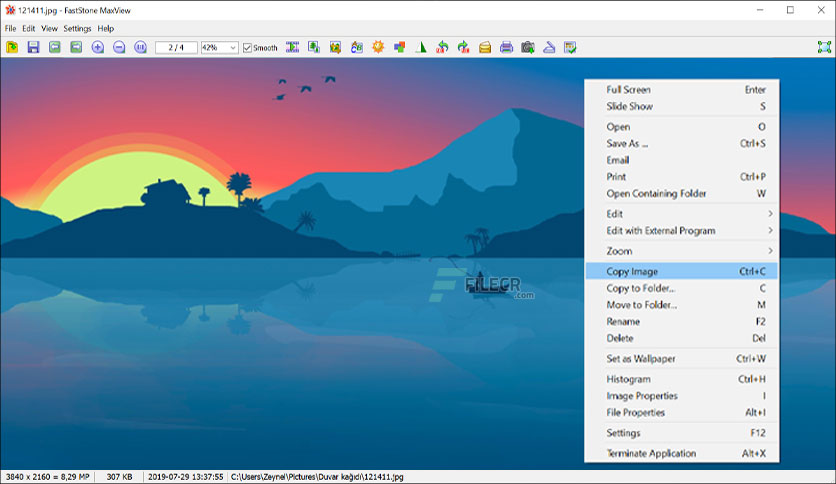 121411.jpg - FastStone MaxView
File Edit View Settings Help
2 / 4 42% Smooth
Full Screen Enter
Slide Show S
Open O
Save As ... Ctrl+S
Email
Print Ctrl+P
Open Containing Folder W
Edit
Edit with External Program
Zoom
Copy Image Ctrl+C
Copy to Folder... C
Move to Folder... M
Rename F2
Delete Del
Set as Wallpaper Ctrl+W
Histogram Ctrl+H
Image Properties I
File Properties Alt+I
Settings F12
Terminate Application Alt+X
FILECR
.com
3840 x 2160 = 8,29 MP 307 KB 2019-07-29 13:37:55 C:\Users\Zeynel\Pictures\Duvar kağıdı\121411.jpg